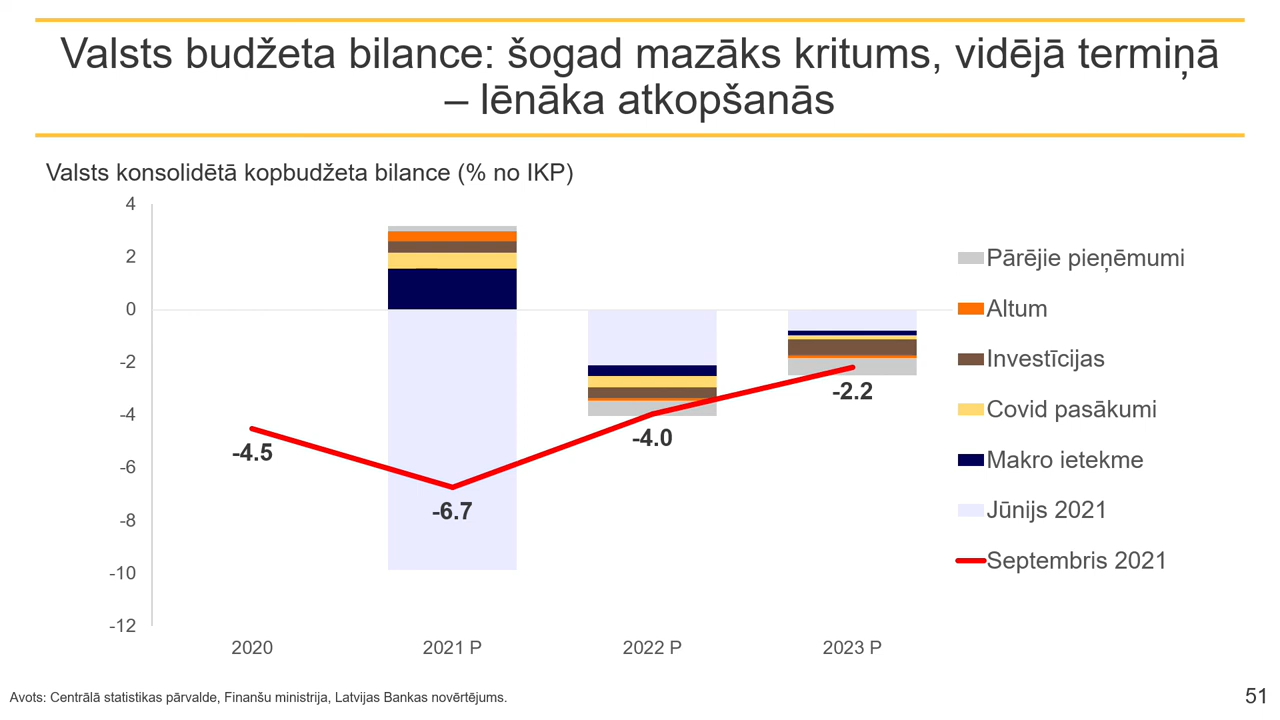 Valsts budžeta bilance: šogad mazāks kritums, vidējā termiņā
– lēnāka atkopšanās
Valsts konsolidētā kopbudžeta bilance (% no IKP)
4
2
0
-2
-4
-6
-8
-10
-12
-4.5
-6.7
-4.0
-2.2
2020
2021 P
2022 P
2023 P
Pārējie pieņēmumi
Altum
Investīcijas
Covid pasākumi
Makro ietekme
Jūnijs 2021
Septembris 2021
Avots: Centrālā statistikas pārvalde, Finanšu ministrija, Latvijas Bankas novērtējums.
51